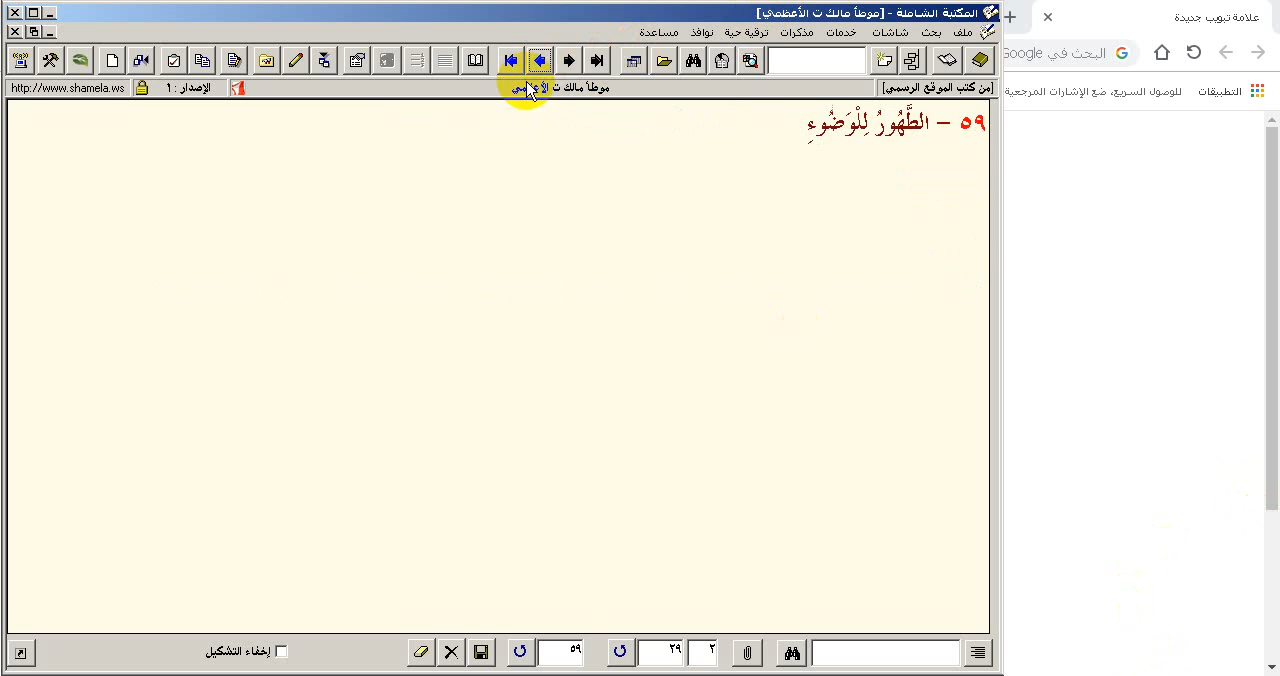 المكتبة الشاملة - [موطأ مالك ت الأعظمي]
ملف بحث شاشات خدمات مذكرات ترقية حية نوافذ مساعدة
[من كتب الموقع الرسمي] موطأ مالك ت الأعظمي الإصدار : ١ http://www.shamela.ws
٥٩ – الطَّهُورُ لِلْوَضُوءِ
٢ ٢٩ ٥٩ إخفاء التشكيل
علامة تبويب جديدة
البحث في Google
التطبيقات للوصول السريع، ضع الإشارات المرجعية